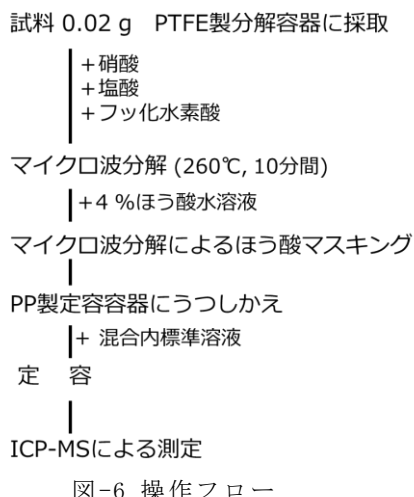 試料 0.02 g　PTFE製分解容器に採取
＋硝酸
＋塩酸
＋フッ化水素酸
マイクロ波分解 (260℃, 10分間)
＋4 %ほう酸水溶液
マイクロ波分解によるほう酸マスキング
PP製定容容器にうつしかえ
＋ 混合内標準溶液
定　容
ICP-MSによる測定
図-6 操作フロー